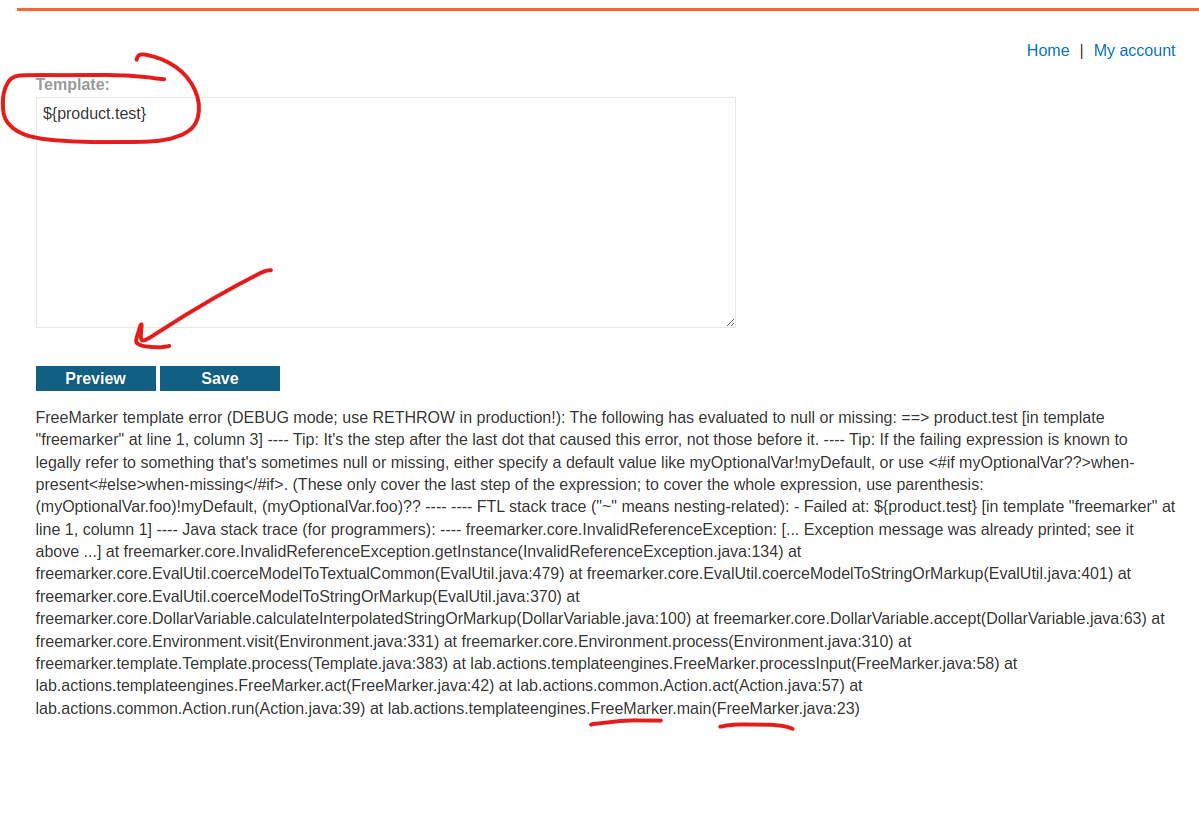 Home | My account
Template:
${product.test}
Preview Save
FreeMarker template error (DEBUG mode; use RETHROW in production!): The following has evaluated to null or missing: ==> product.test [in template
"freemarker" at line 1, column 3] ---- Tip: It's the step after the last dot that caused this error, not those before it. ---- Tip: If the failing expression is known to
legally refer to something that's sometimes null or missing, either specify a default value like myOptionalVar!myDefault, or use <#if myOptionalVar??>when-
present<#else>when-missing</#if>. (These only cover the last step of the expression; to cover the whole expression, use parenthesis:
(myOptionalVar.foo)!myDefault, (myOptionalVar.foo)?? ---- ---- FTL stack trace ("~" means nesting-related): - Failed at: ${product.test} [in template "freemarker" at
line 1, column 1] ---- Java stack trace (for programmers): ---- freemarker.core.InvalidReferenceException: [... Exception message was already printed; see it
above ...] at freemarker.core.InvalidReferenceException.getInstance(InvalidReferenceException.java:134) at
freemarker.core.EvalUtil.coerceModelToTextualCommon(EvalUtil.java:479) at freemarker.core.EvalUtil.coerceModelToStringOrMarkup(EvalUtil.java:401) at
freemarker.core.EvalUtil.coerceModelToStringOrMarkup(EvalUtil.java:370) at
freemarker.core.DollarVariable.calculateInterpolatedStringOrMarkup(DollarVariable.java:100) at freemarker.core.DollarVariable.accept(DollarVariable.java:63) at
freemarker.core.Environment.visit(Environment.java:331) at freemarker.core.Environment.process(Environment.java:310) at
freemarker.template.Template.process(Template.java:383) at lab.actions.templateengines.FreeMarker.processInput(FreeMarker.java:58) at
lab.actions.templateengines.FreeMarker.act(FreeMarker.java:42) at lab.actions.common.Action.act(Action.java:57) at
lab.actions.common.Action.run(Action.java:39) at lab.actions.templateengines.FreeMarker.main(FreeMarker.java:23)